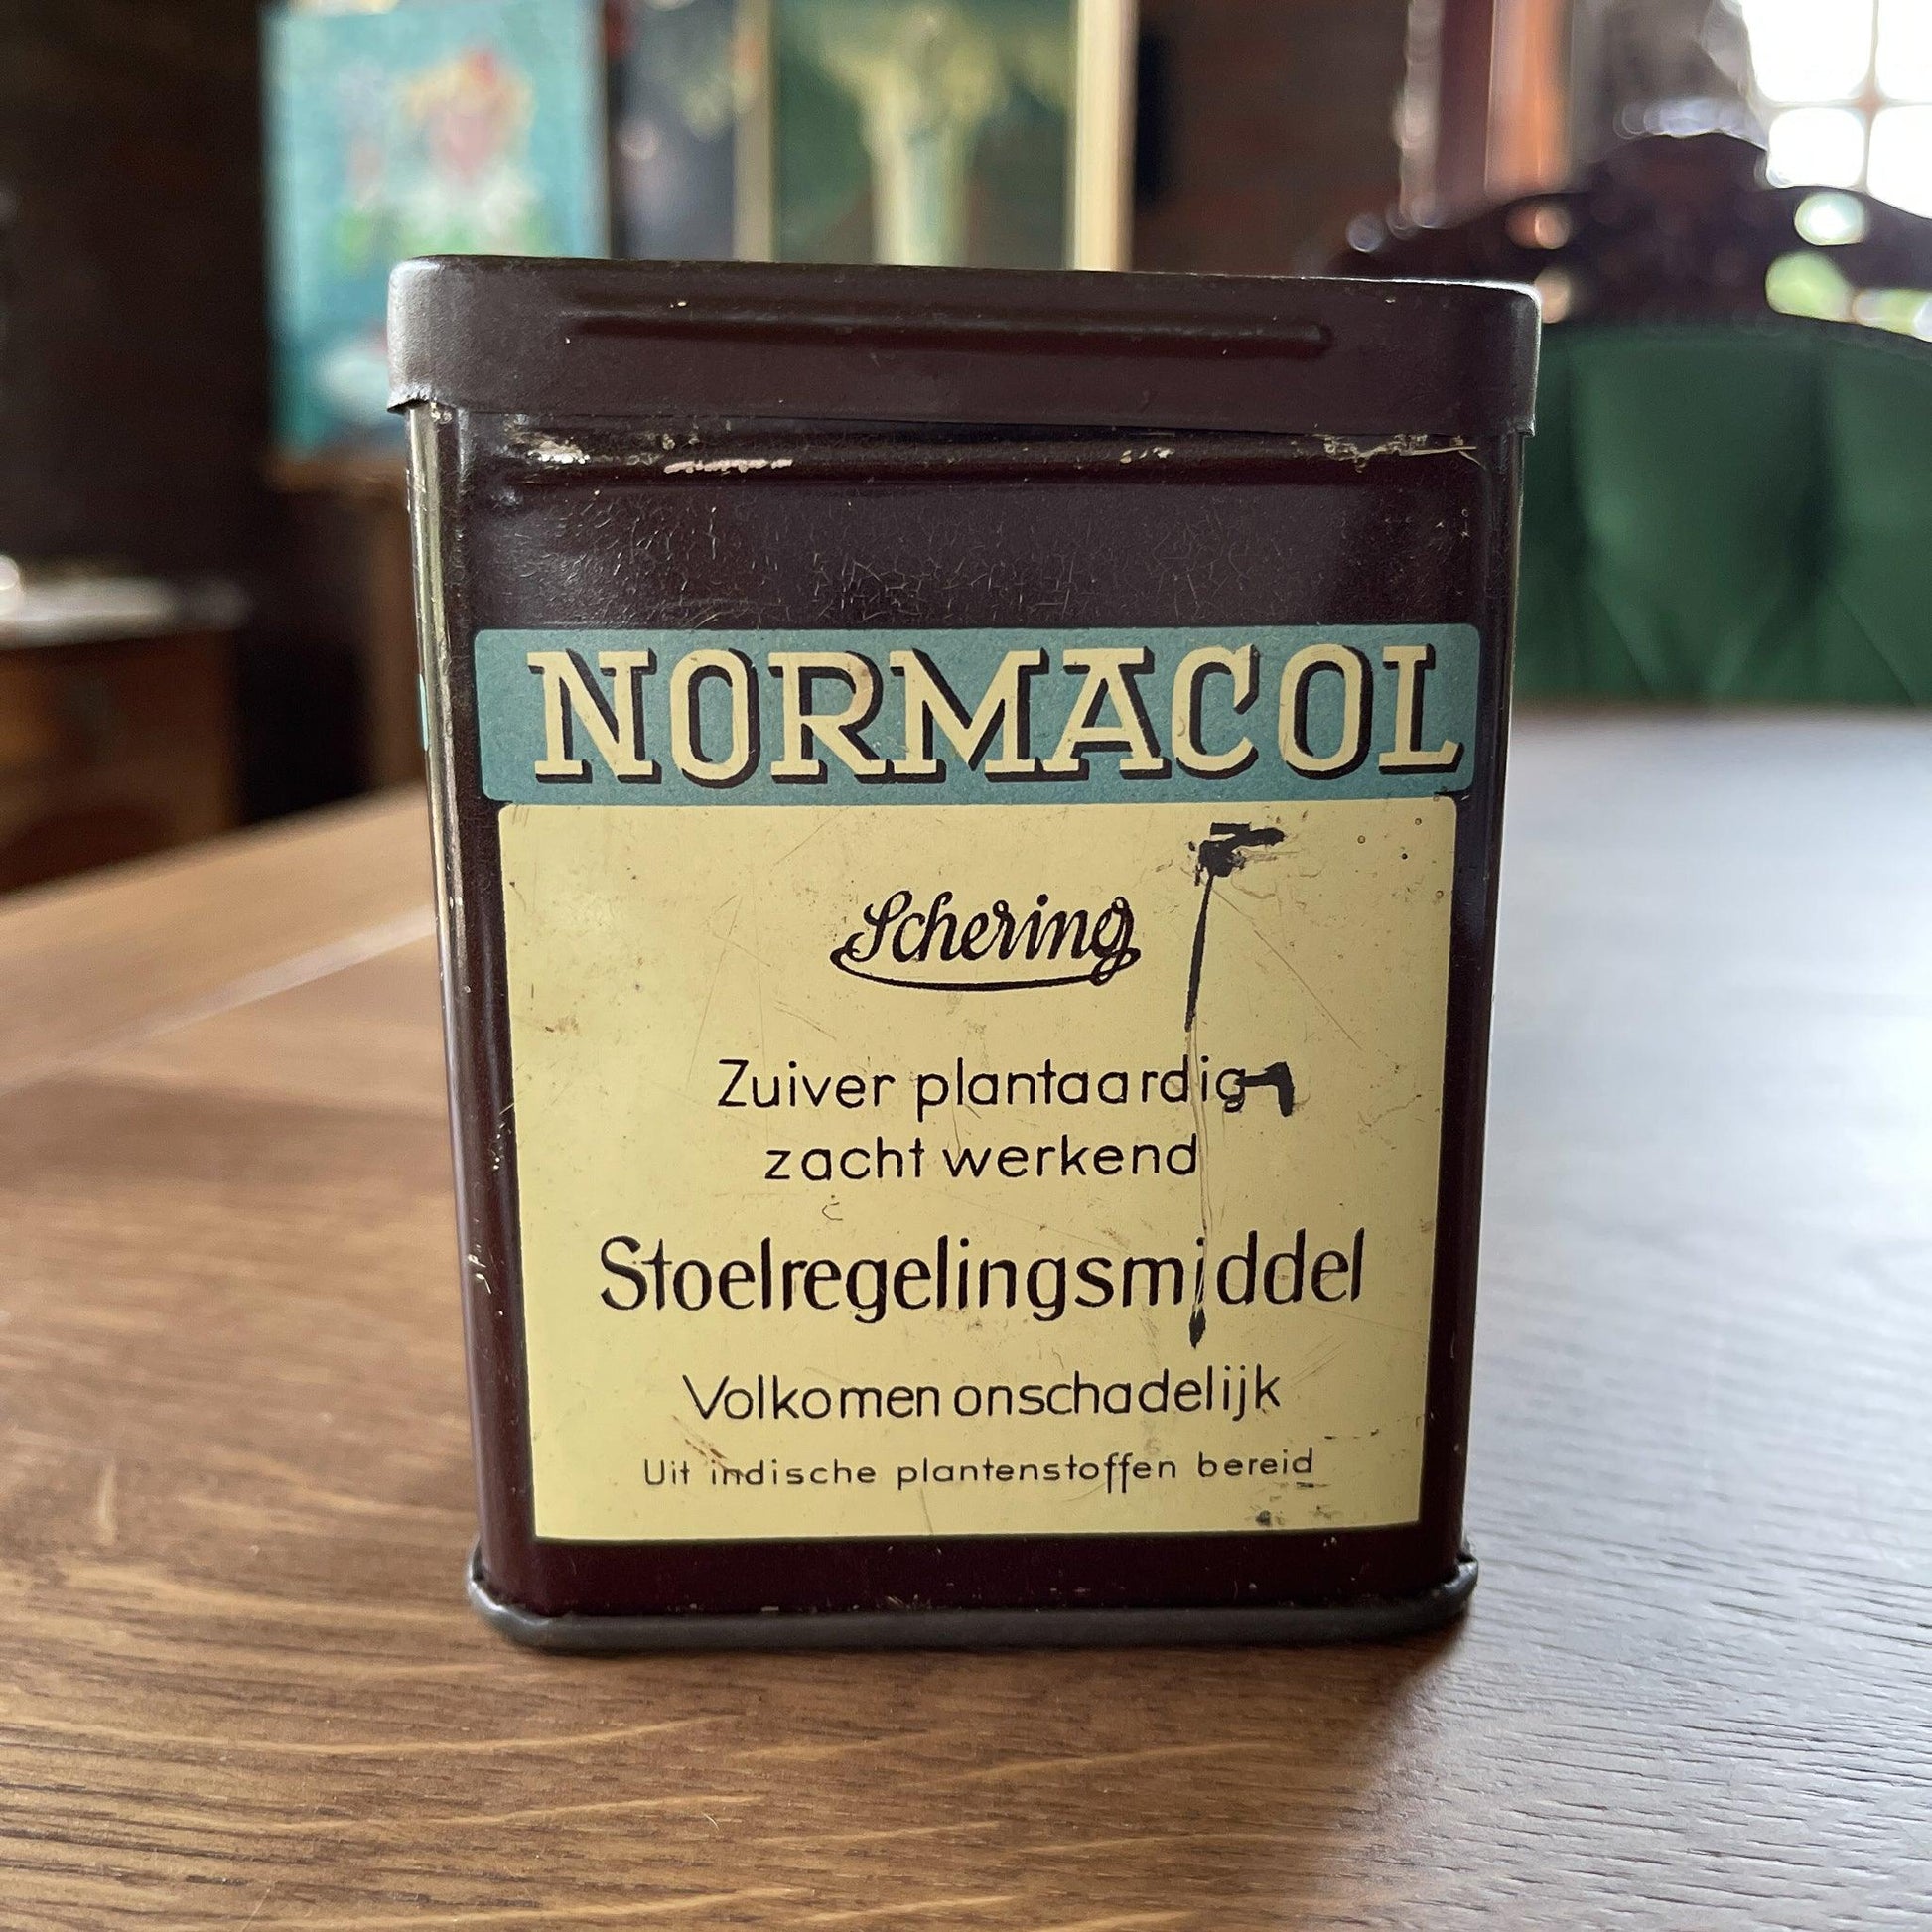 NORMACOL
Schering
Zuiver plantaardig
zacht werkend
Stoelregelingsmiddel
Volkomen onschadelijk
Uit indische plantenstoffen bereid